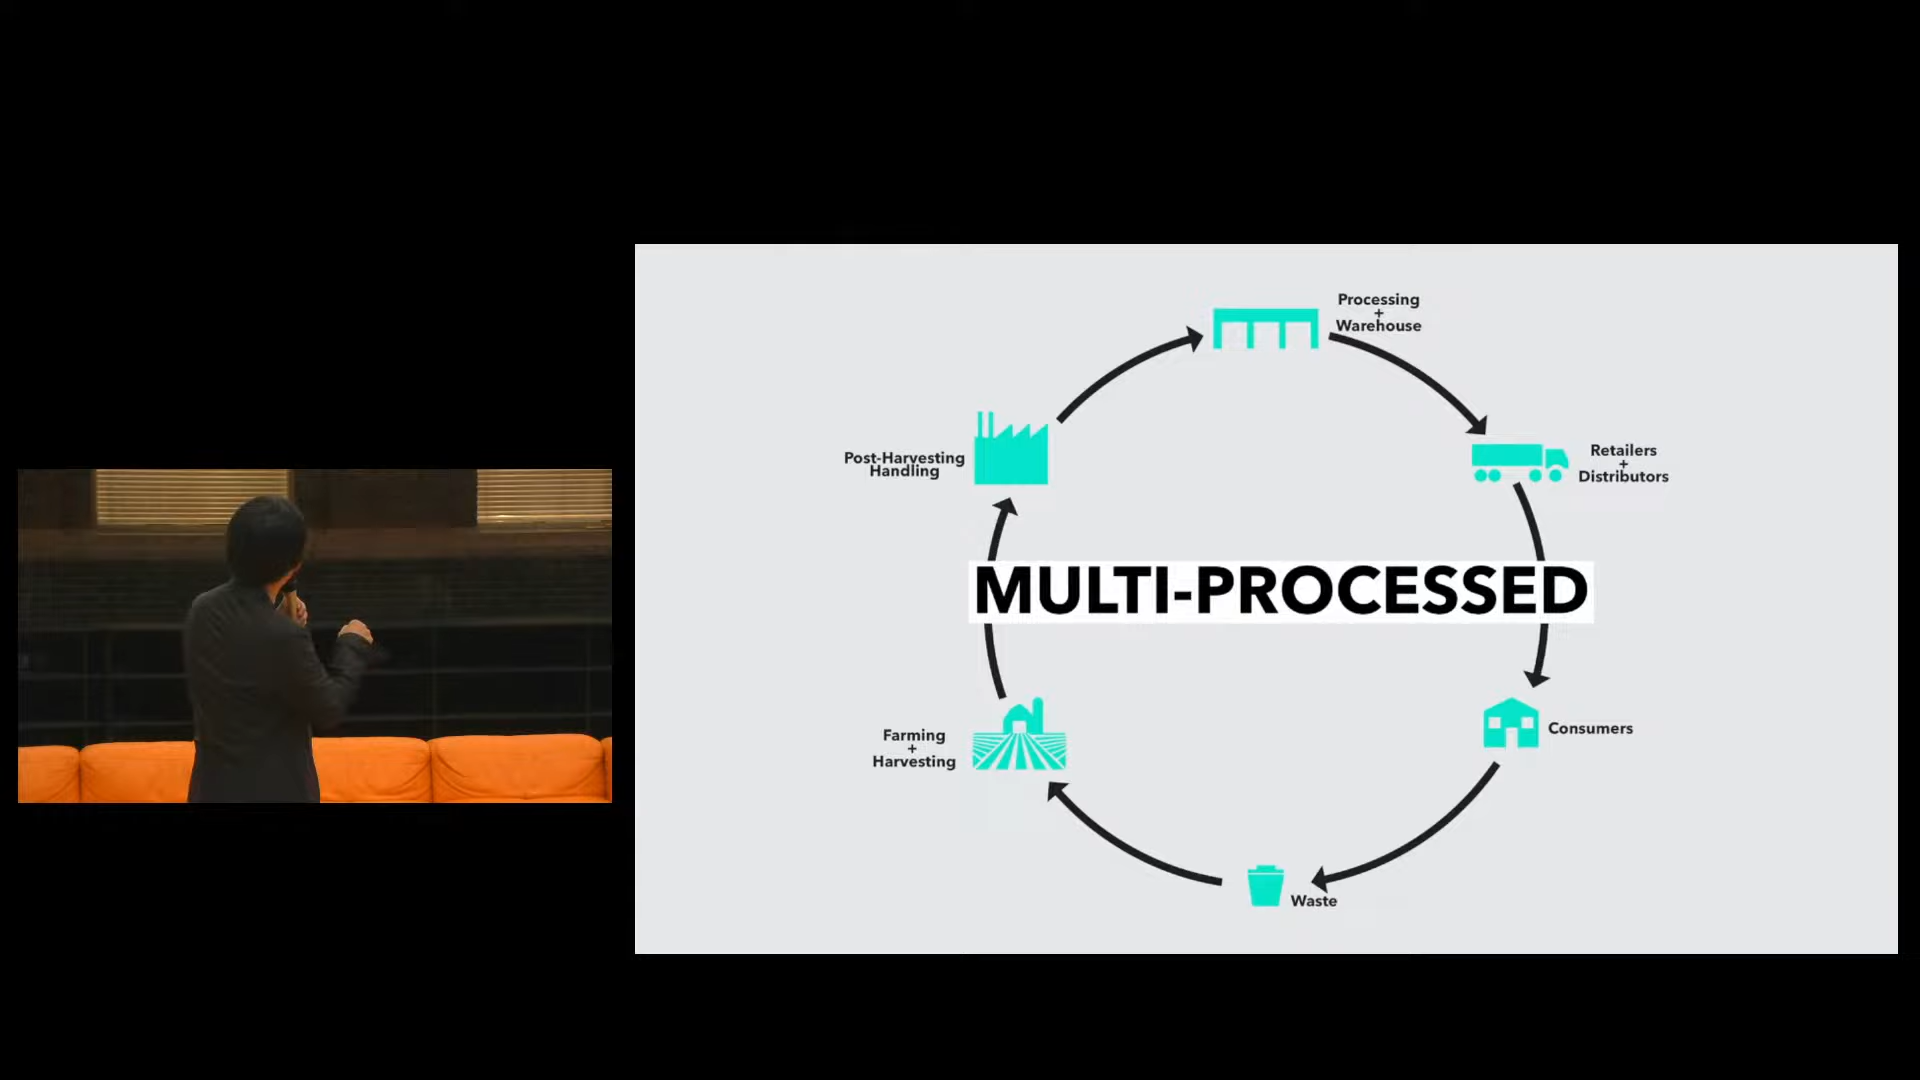 Processing
+
Warehouse
Post-Harvesting
Handling
Retailers
+
Distributors
MULTI-PROCESSED
Farming
+
Harvesting
Consumers
Waste